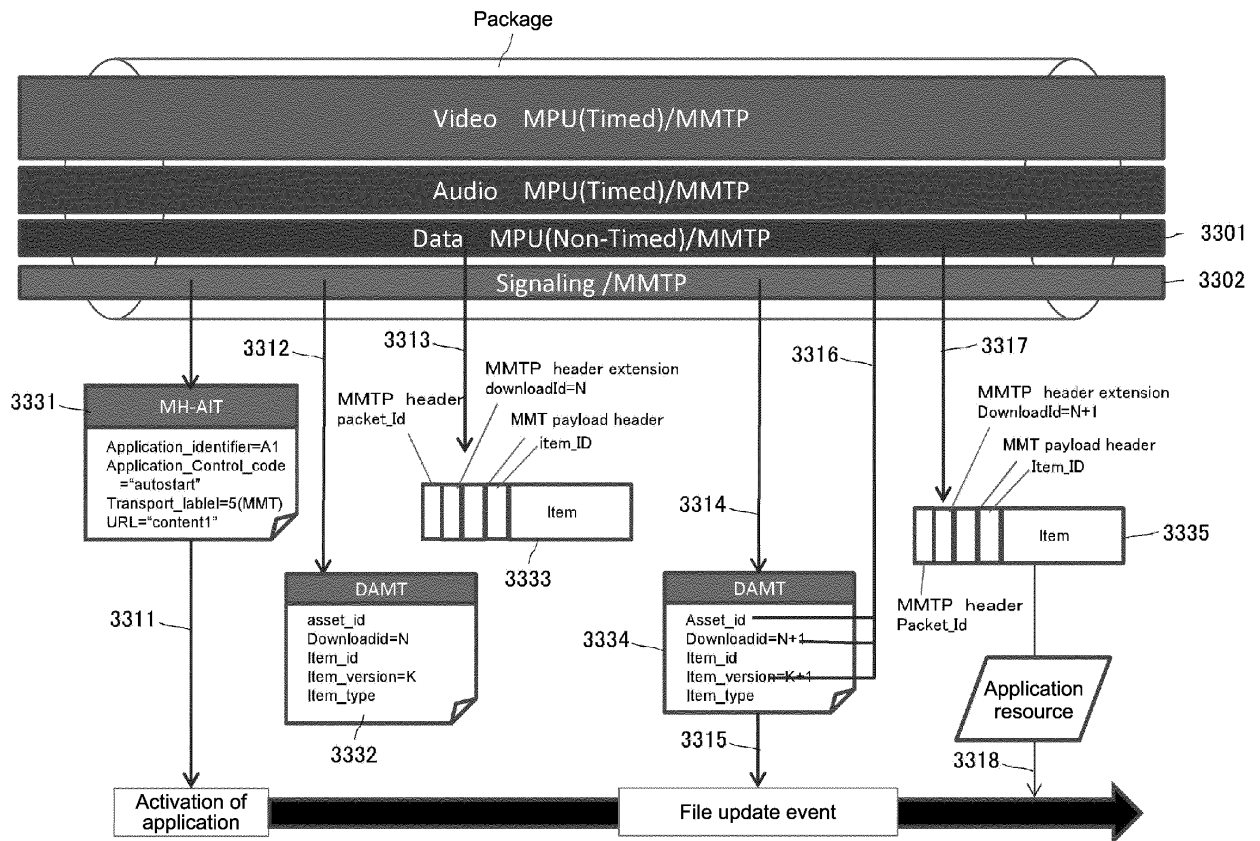 Package
Video MPU(Timed)/MMTP
Audio MPU(Timed)/MMTP
Data MPU(Non-Timed)/MMTP
3301
Signaling /MMTP
3302
3312
3313
3316
3317
MMTP header extension
downloadId=N
MMTP header
packet_Id
MMT payload header
item_ID
MMTP header extension
DownloadId=N+1
MMT payload header
Item_ID
3331
MH-AIT
Application_identifier=A1
Application_Control_code
="autostart"
Transport_lablel=5(MMT)
URL="content1"
3314
Item
3333
Item
3335
MMTP header
Packet_Id
3311
DAMT
asset_id
Downloadid=N
Item_id
Item_version=K
Item_type
3332
3334
DAMT
Asset_id
Downloadid=N+1
Item_id
Item_version=K+1
Item_type
3315
Application
resource
3318
Activation of
application
File update event